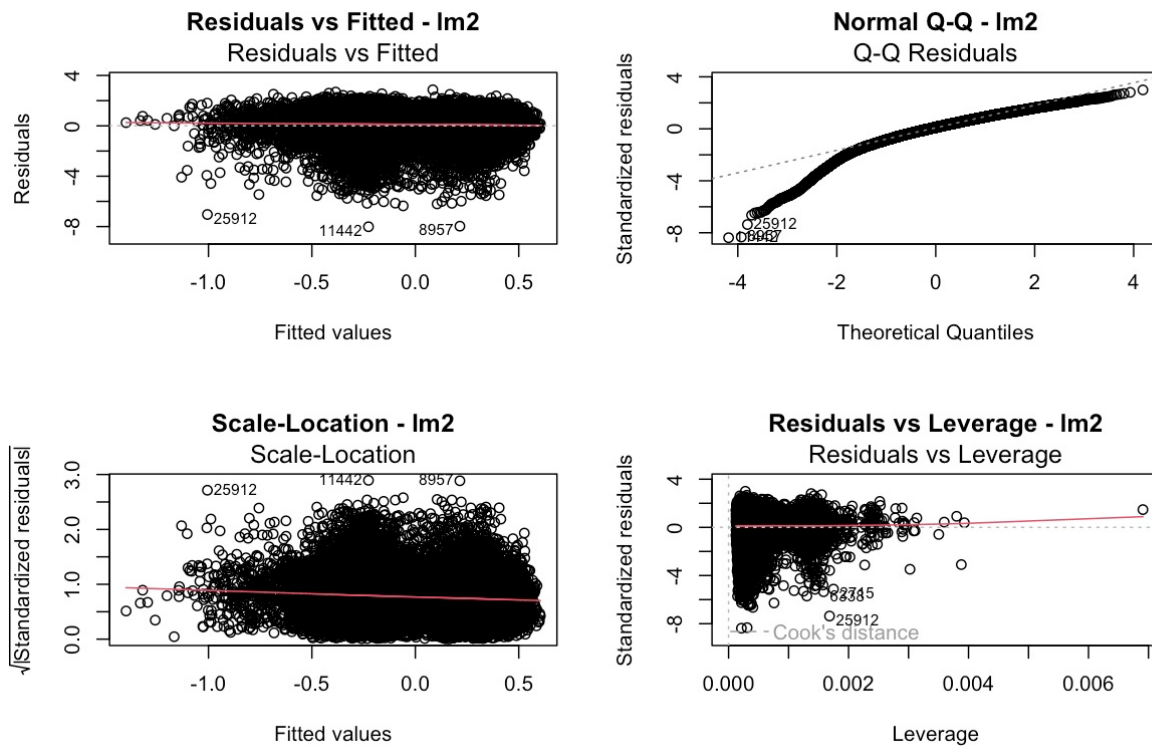 Residuals vs Fitted - lm2
Residuals vs Fitted
Residuals
4
0
-4
-8
25912
11442
8957
-1.0
-0.5
0.0
0.5
Fitted values
Normal Q-Q - lm2
Q-Q Residuals
Standardized residuals
4
0
-4
-8
25912
8957
11442
-4
-2
0
2
4
Theoretical Quantiles
Scale-Location - lm2
Scale-Location
√|Standardized residuals|
3.0
2.0
1.0
0.0
25912
11442
8957
-1.0
-0.5
0.0
0.5
Fitted values
Residuals vs Leverage - lm2
Residuals vs Leverage
Standardized residuals
4
0
-4
-8
25912
Cook's distance
0.000
0.002
0.004
0.006
Leverage